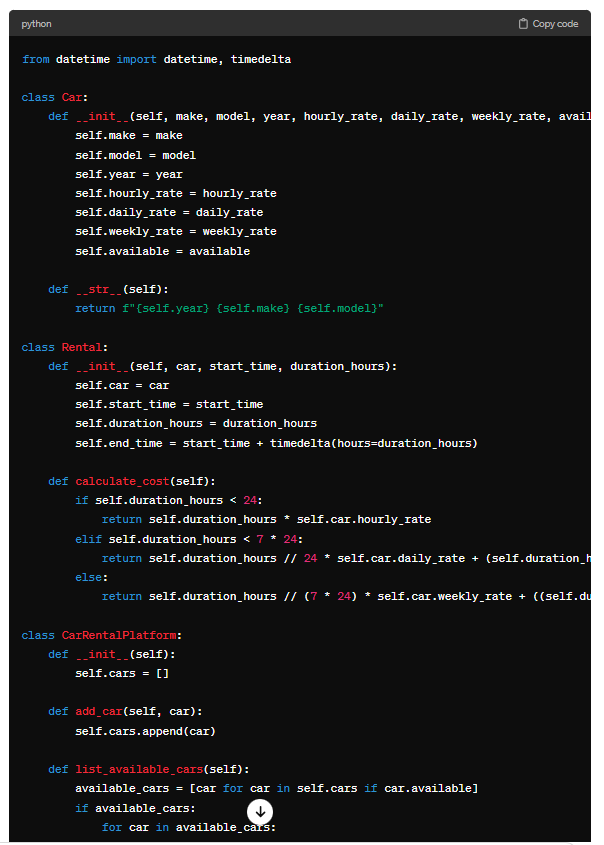 python
Copy code
from datetime import datetime, timedelta
class Car:
def __init__(self, make, model, year, hourly_rate, daily_rate, weekly_rate, avail
self.make = make
self.model = model
self.year = year
self.hourly_rate = hourly_rate
self.daily_rate = daily_rate
self.weekly_rate = weekly_rate
self.available = available
def __str__(self):
return f"{self.year} {self.make} {self.model}"
class Rental:
def __init__(self, car, start_time, duration_hours):
self.car = car
self.start_time = start_time
self.duration_hours = duration_hours
self.end_time = start_time + timedelta(hours=duration_hours)
def calculate_cost(self):
if self.duration_hours < 24:
return self.duration_hours * self.car.hourly_rate
elif self.duration_hours < 7 * 24:
return self.duration_hours // 24 * self.car.daily_rate + (self.duration_h
else:
return self.duration_hours // (7 * 24) * self.car.weekly_rate + ((self.du
class CarRentalPlatform:
def __init__(self):
self.cars = []
def add_car(self, car):
self.cars.append(car)
def list_available_cars(self):
available_cars = [car for car in self.cars if car.available]
if available_cars:
for car in available_cars: